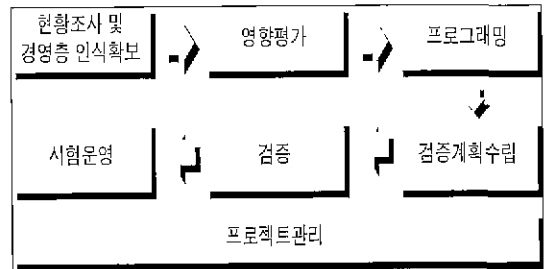 현황조사 및
경영층 인식확보
영향평가
프로그래밍
시험운영
검증
검증계획수립
프로젝트관리